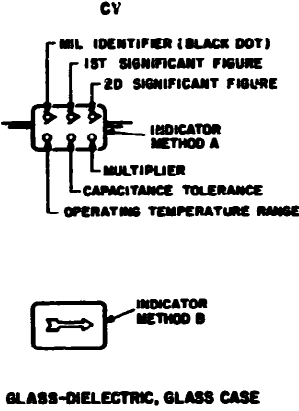 CY
MIL IDENTIFIER (BLACK DOT)
1ST SIGNIFICANT FIGURE
2D SIGNIFICANT FIGURE
INDICATOR
METHOD A
MULTIPLIER
CAPACITANCE TOLERANCE
OPERATING TEMPERATURE RANGE
INDICATOR
METHOD B
GLASS-DIELECTRIC, GLASS CASE